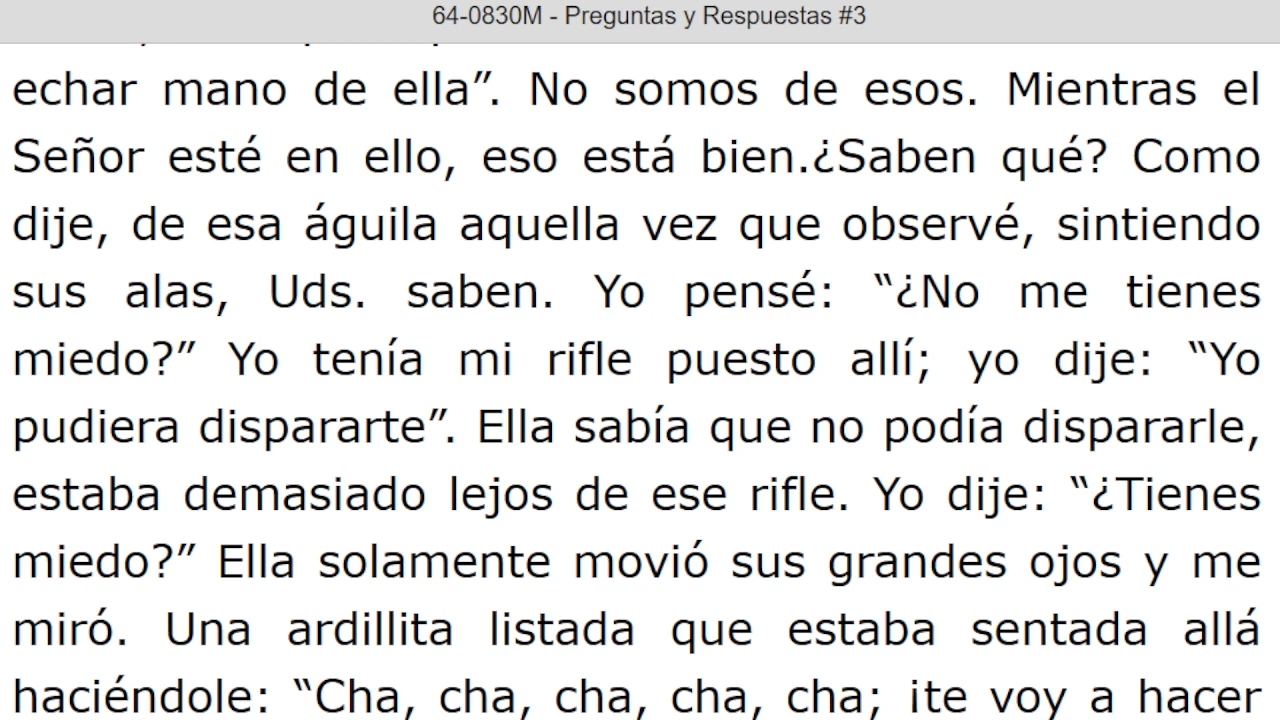 64-0830M - Preguntas y Respuestas #3
echar mano de ella”. No somos de esos. Mientras el
Señor esté en ello, eso está bien.¿Saben qué? Como
dije, de esa águila aquella vez que observé, sintiendo
sus alas, Uds. saben. Yo pensé: “¿No me tienes
miedo?” Yo tenía mi rifle puesto allí; yo dije: “Yo
pudiera dispararte”. Ella sabía que no podía dispararle,
estaba demasiado lejos de ese rifle. Yo dije: “¿Tienes
miedo?” Ella solamente movió sus grandes ojos y me
miró. Una ardillita listada que estaba sentada allá
haciéndole: “Cha, cha, cha, cha, cha; ¡te voy a hacer